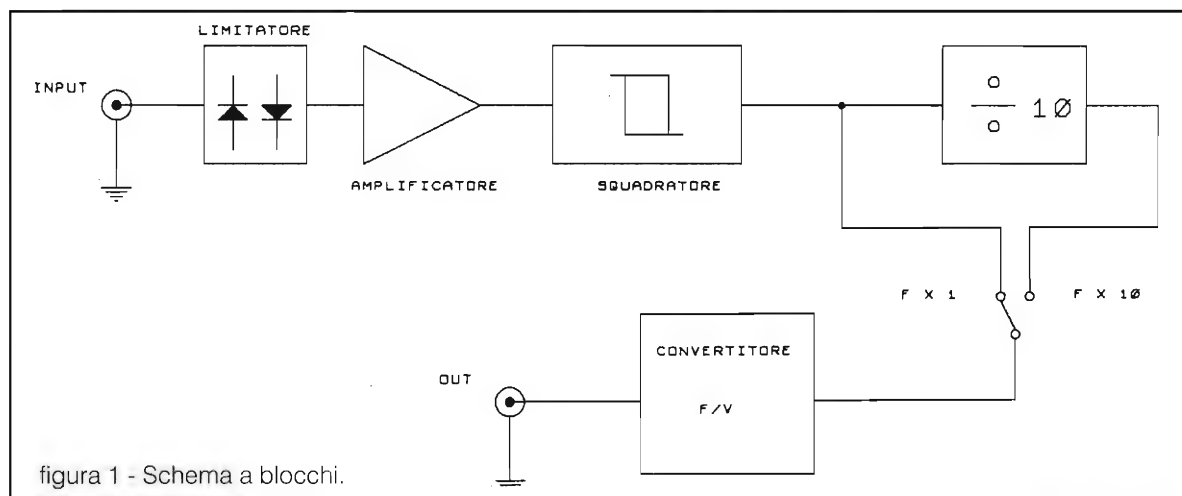 LIMITATORE
INPUT
÷ 10
AMPLIFICATORE
SQUADRATORE
F X 1
F X 10
CONVERTITORE
OUT
F/V
figura 1 - Schema a blocchi.